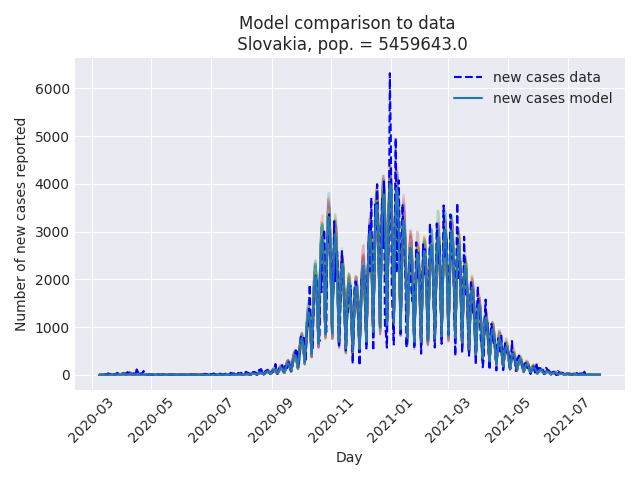 Model comparison to data
Slovakia, pop. = 5459643.0
new cases data
new cases model
Number of new cases reported
6000
5000
4000
3000
2000
1000
0
2020-03
2020-05
2020-07
2020-09
2020-11
2021-01
2021-03
2021-05
2021-07
Day